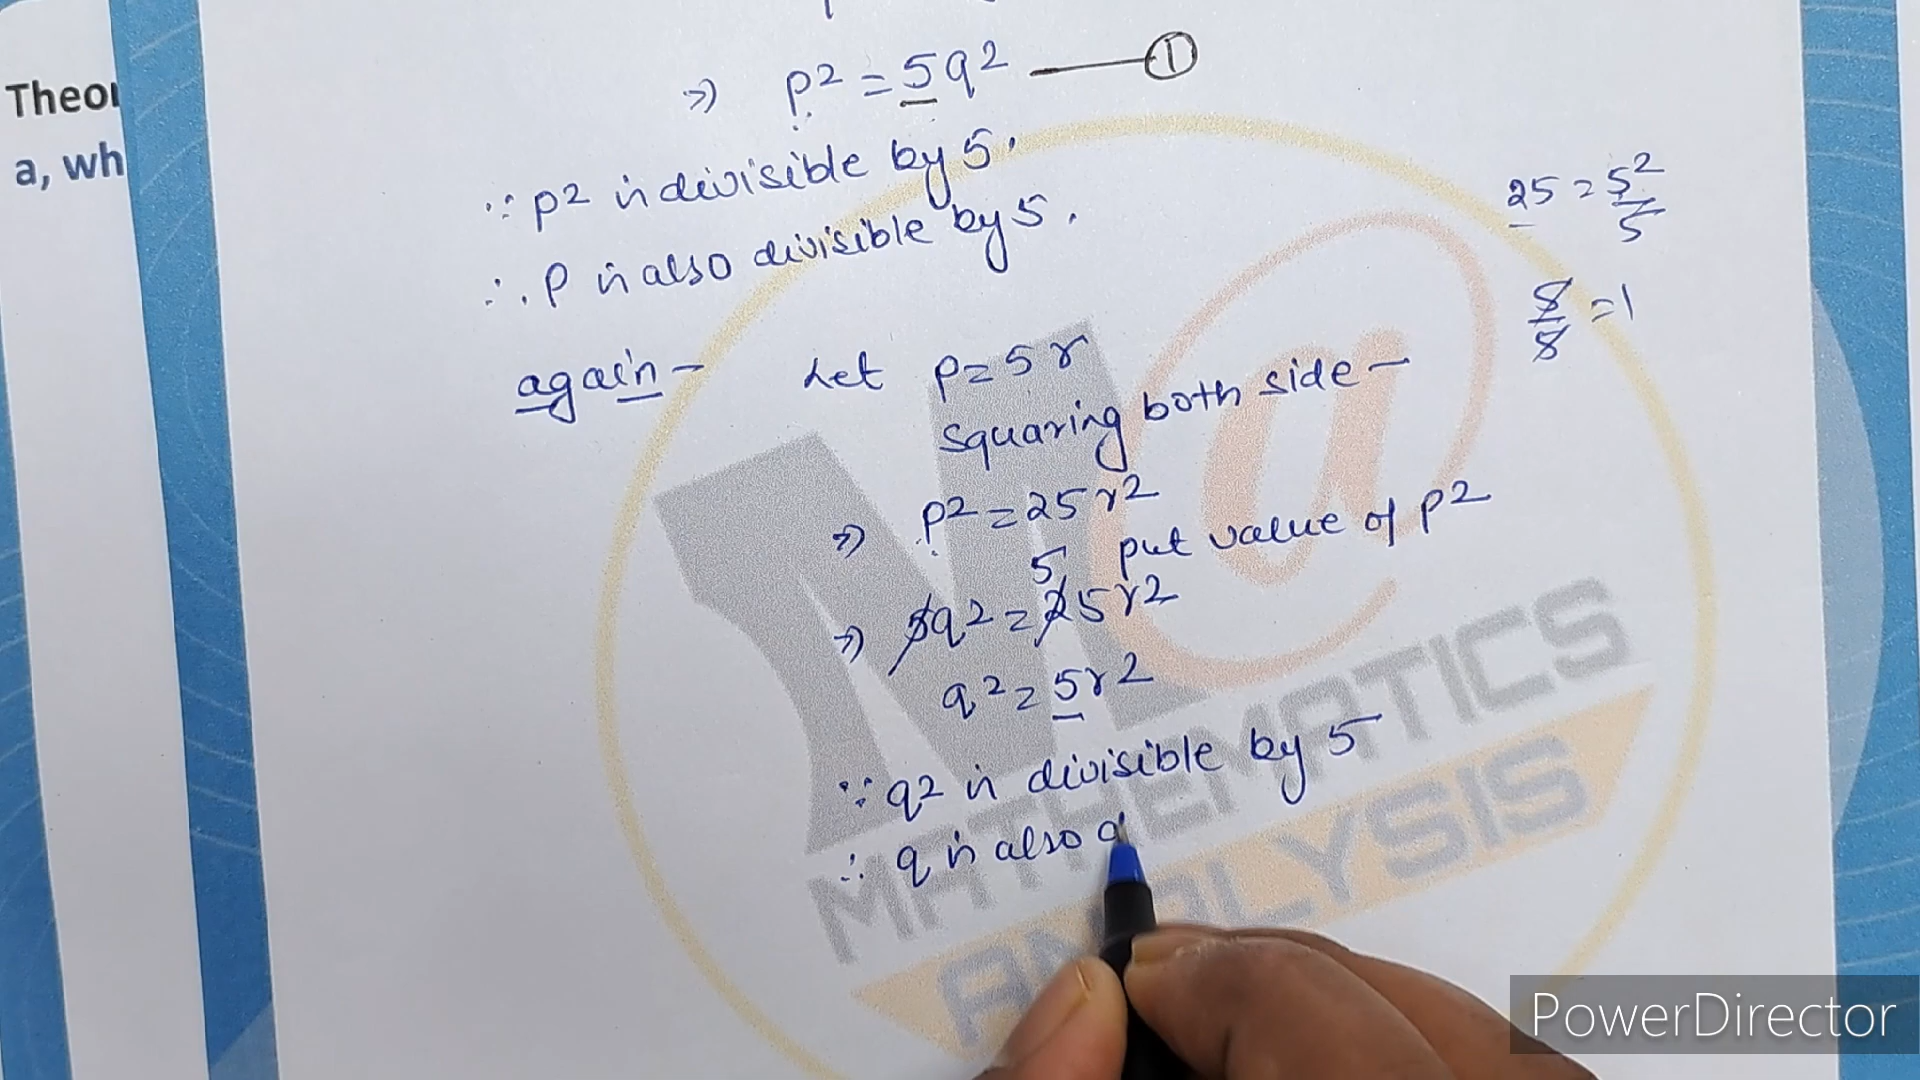 Theor
a, wh
=> p2 = 5q2 —— 1
∵ p2 is divisible by 5.
∴ p is also divisible by 5.
25 = 5²/5
8/8 = 1
again - Let p = 5r
squaring both side -
=> p2 = 25r2
5 put value of p2
=> 5q2 = 25r2
q2 = 5r2
∵ q2 is divisible by 5
∴ q is also d
MATHEMATICS
ANALYSIS
PowerDirector